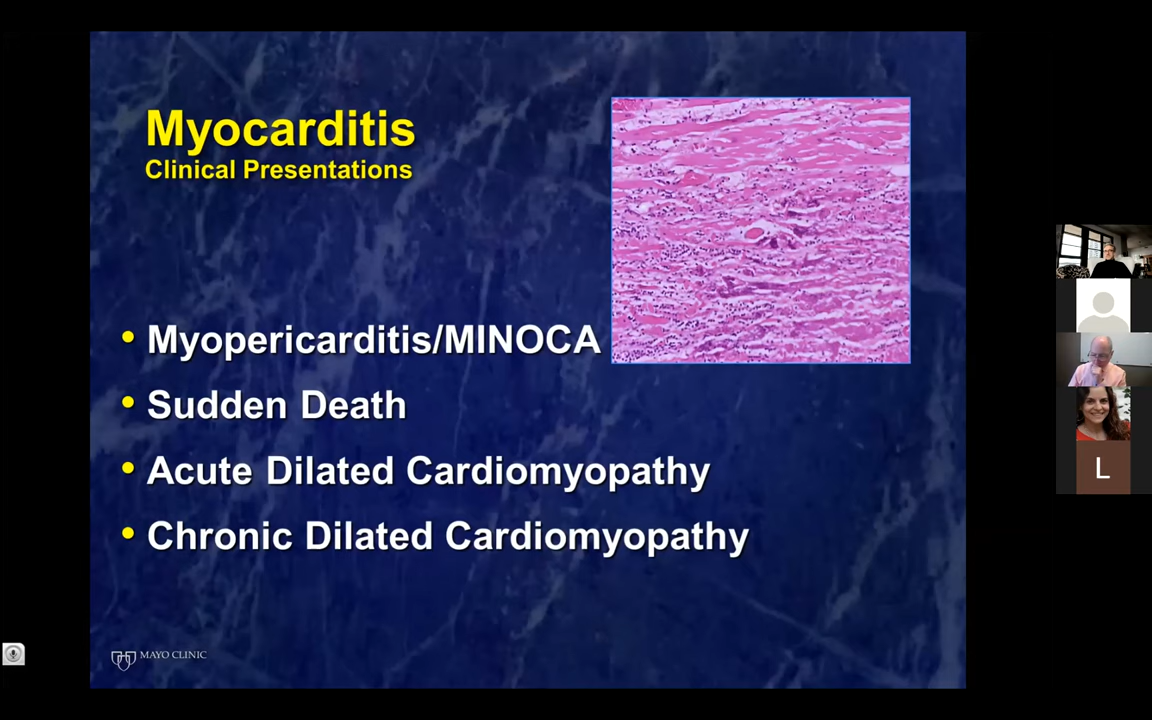 Myocarditis
Clinical Presentations
• Myopericarditis/MINOCA
• Sudden Death
• Acute Dilated Cardiomyopathy
• Chronic Dilated Cardiomyopathy
MAYO CLINIC
L